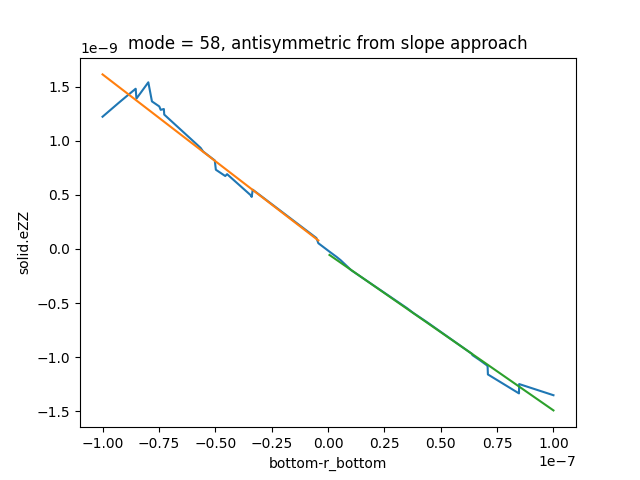 mode = 58, antisymmetric from slope approach
1e−9
1.5
1.0
0.5
0.0
−0.5
−1.0
−1.5
solid.eZZ
−1.00 −0.75 −0.50 −0.25 0.00 0.25 0.50 0.75 1.00
bottom-r_bottom
1e−7